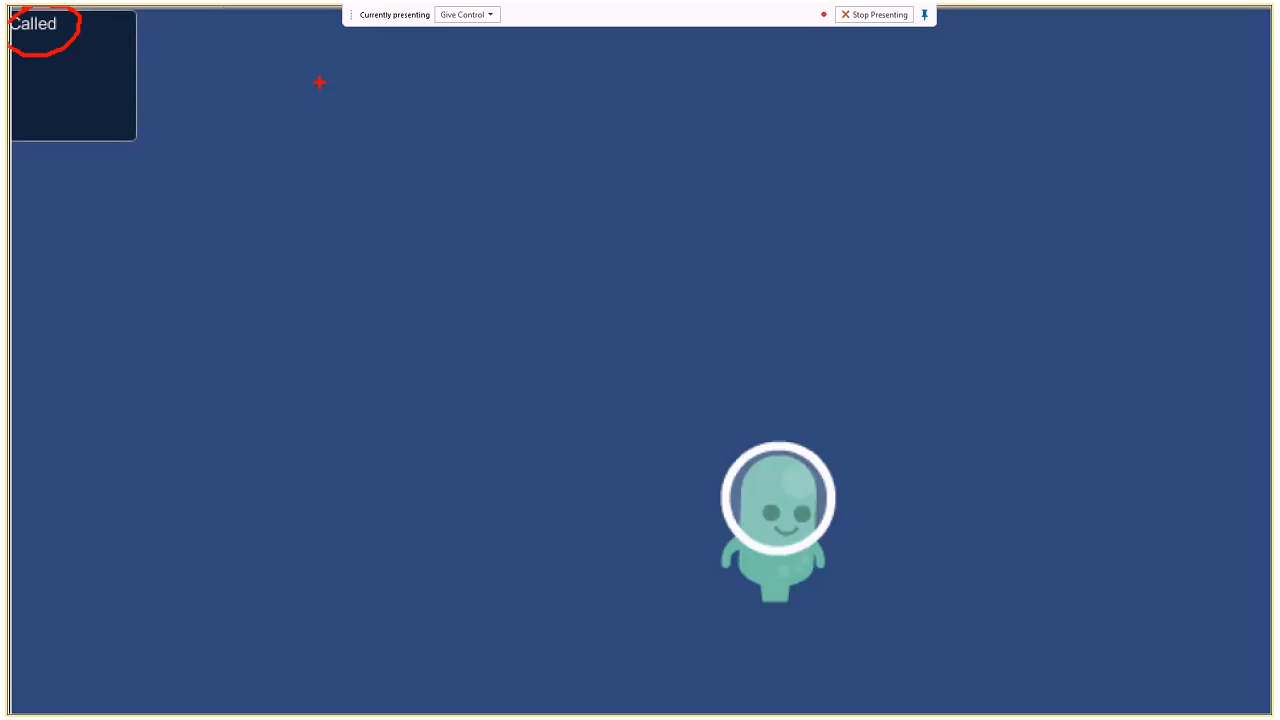 Called
Currently presenting
Give Control
Stop Presenting